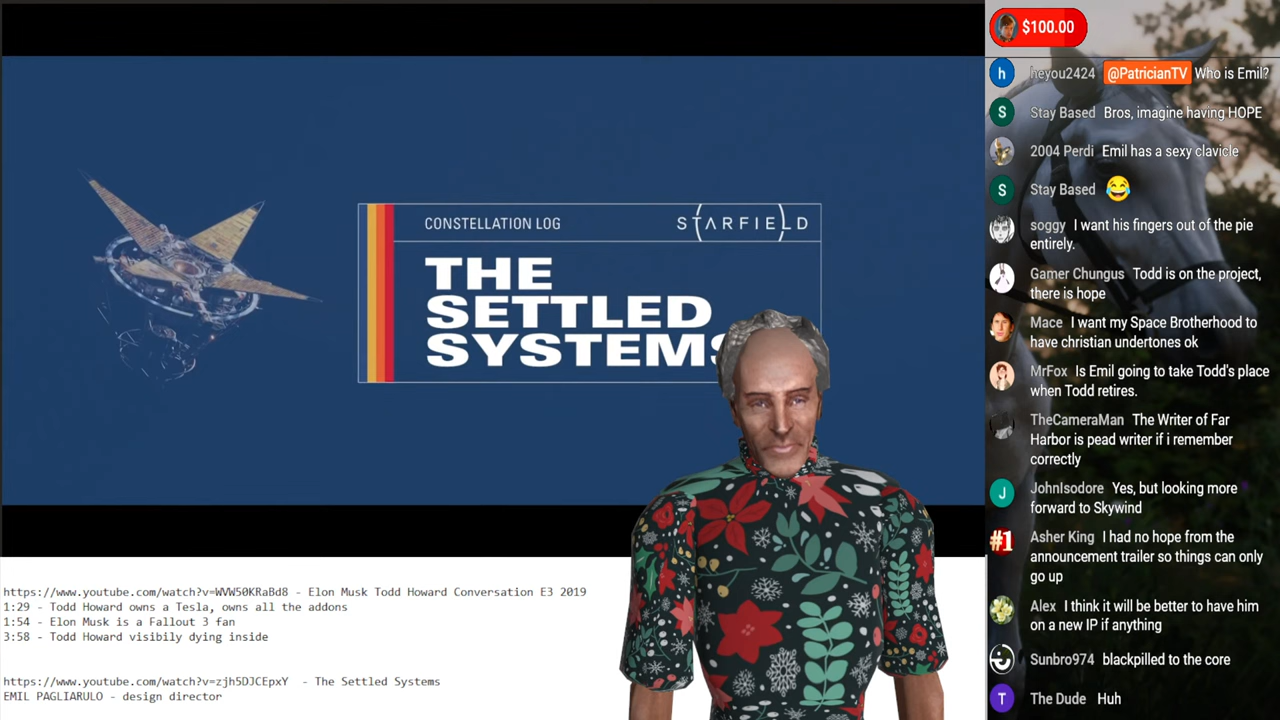 CONSTELLATION LOG
STARFIELD
THE
SETTLED
SYSTEMS
https://www.youtube.com/watch?v=WVW50KRaBd8 - Elon Musk Todd Howard Conversation E3 2019
1:29 - Todd Howard owns a Tesla, owns all the addons
1:54 - Elon Musk is a Fallout 3 fan
3:58 - Todd Howard visibily dying inside
https://www.youtube.com/watch?v=zjh5DJCEpxY - The Settled Systems
EMIL PAGLIARULO - design director
$100.00
h
heyou2424 @PatricianTV Who is Emil?
S
Stay Based Bros, imagine having HOPE
2004 Perdi Emil has a sexy clavicle
S
Stay Based 😂
soggy I want his fingers out of the pie
entirely.
Gamer Chungus Todd is on the project,
there is hope
Mace I want my Space Brotherhood to
have christian undertones ok
MrFox Is Emil going to take Todd's place
when Todd retires.
TheCameraMan The Writer of Far
Harbor is pead writer if i remember
correctly
J
JohnIsodore Yes, but looking more
forward to Skywind
#1
Asher King I had no hope from the
announcement trailer so things can only
go up
Alex I think it will be better to have him
on a new IP if anything
Sunbro974 blackpilled to the core
T
The Dude Huh